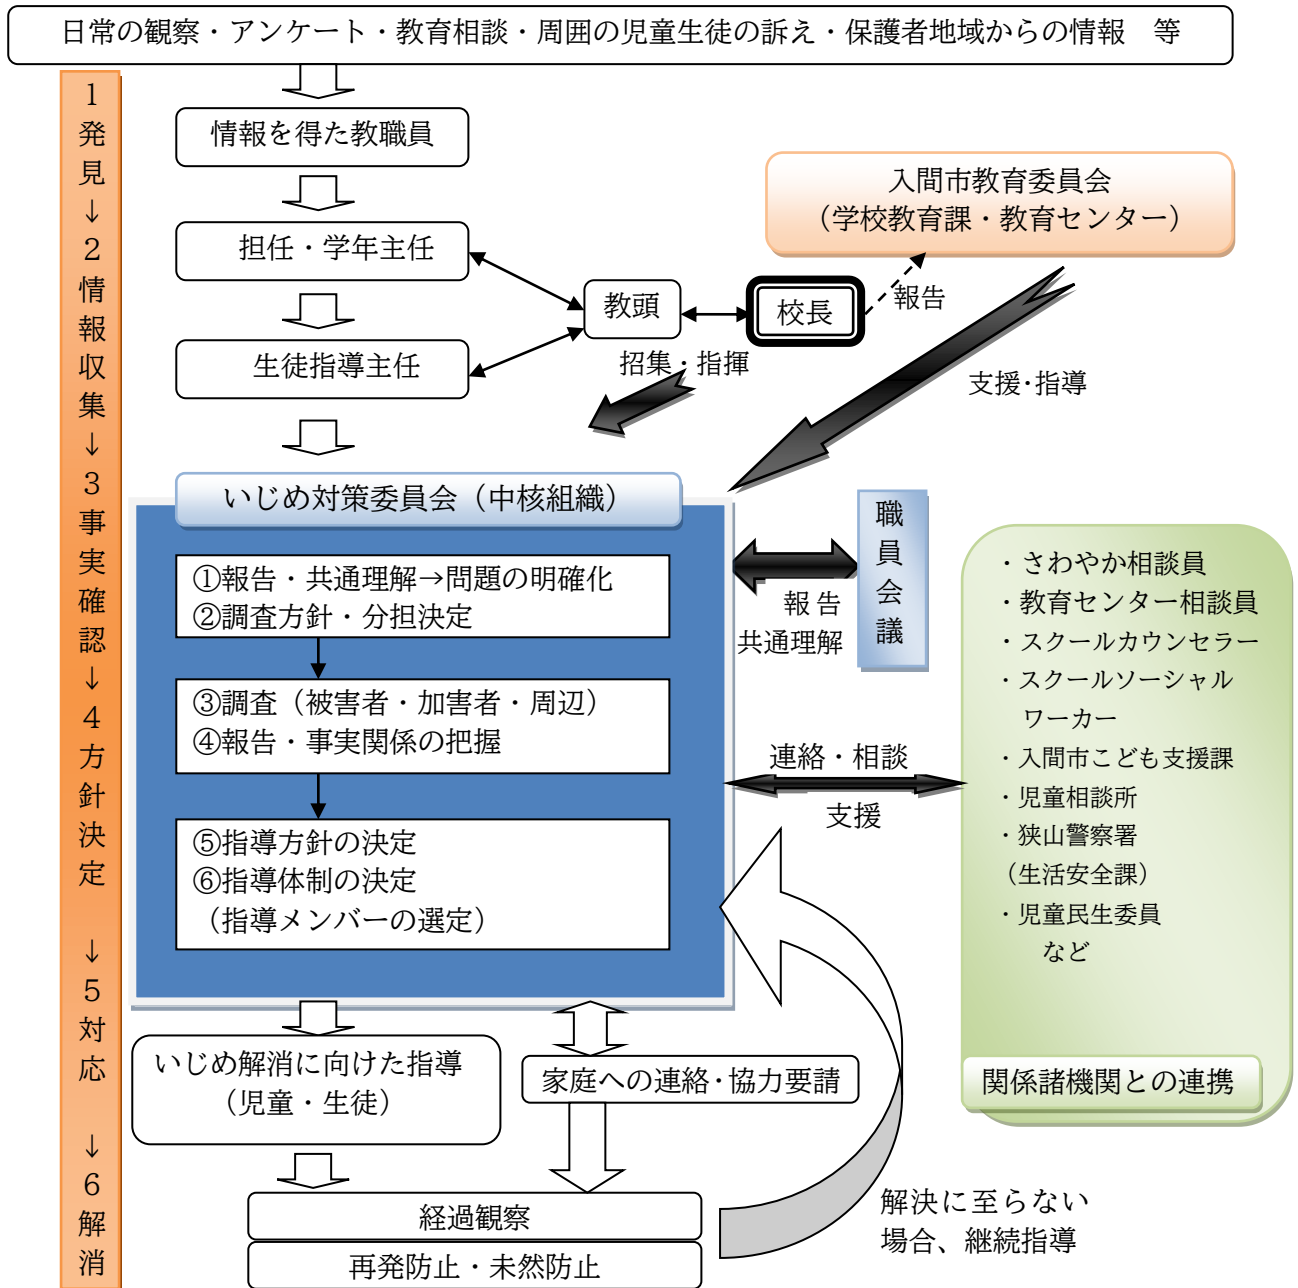 日常の観察・アンケート・教育相談・周囲の児童生徒の訴え・保護者地域からの情報　等
1発見↓2情報収集↓3事実確認↓4方針決定　↓5対応　↓6解消
情報を得た教職員
担任・学年主任
生徒指導主任
教頭
校長
報告
入間市教育委員会
（学校教育課・教育センター）
招集・指揮
支援・指導
いじめ対策委員会（中核組織）
①報告・共通理解→問題の明確化
②調査方針・分担決定
③調査（被害者・加害者・周辺）
④報告・事実関係の把握
⑤指導方針の決定
⑥指導体制の決定
（指導メンバーの選定）
職員会議
報告
共通理解
連絡・相談
支援
・さわやか相談員
・教育センター相談員
・スクールカウンセラー
・スクールソーシャル
ワーカー
・入間市こども支援課
・児童相談所
・狭山警察署
（生活安全課）
・児童民生委員
など
関係諸機関との連携
いじめ解消に向けた指導
（児童・生徒）
家庭への連絡・協力要請
経過観察
再発防止・未然防止
解決に至らない
場合、継続指導